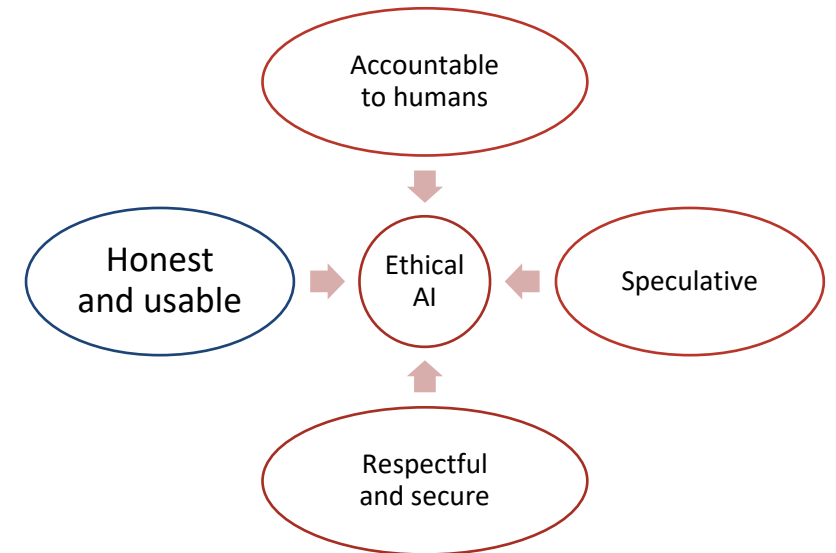 Accountable
to humans
Honest
and usable
Ethical
AI
Speculative
Respectful
and secure